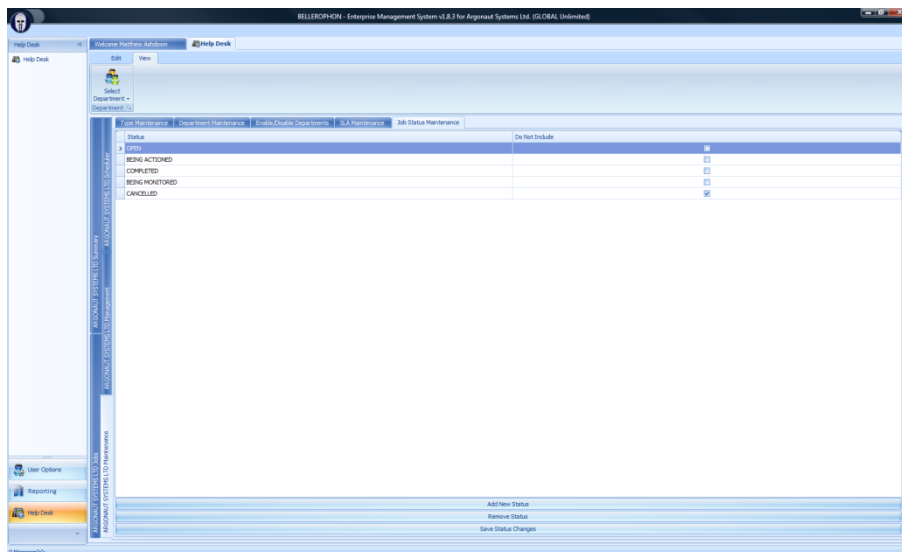 BELLEROPHON - Enterprise Management System v1.8.3 for Argonaut Systems Ltd. (GLOBAL Unlimited)
Help Desk
Welcome Matthew Ashdown
Help Desk
Help Desk
Edit
View
Select
Department
Department
Type Maintenance
Department Maintenance
Enable/Disable Departments
SLA Maintenance
Job Status Maintenance
Status
Do Not Include
OPEN
BEING ACTIONED
COMPLETED
BEING MONITORED
CANCELLED
ARGONAUT SYSTEMS LTD Summary
ARGONAUT SYSTEMS LTD Jobs
ARGONAUT SYSTEMS LTD Scheduler
ARGONAUT SYSTEMS LTD Management
ARGONAUT SYSTEMS LTD Maintenance
User Options
Reporting
Help Desk
Add New Status
Remove Status
Save Status Changes